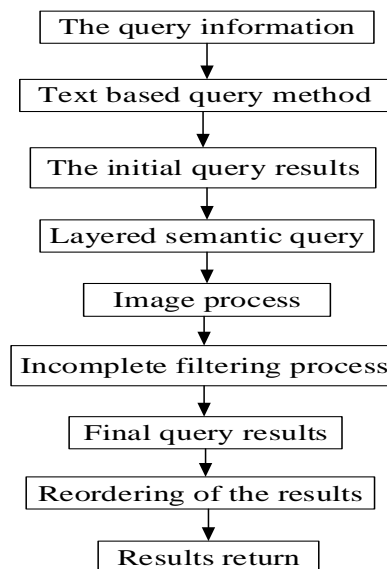 The query information
Text based query method
The initial query results
Layered semantic query
Image process
Incomplete filtering process
Final query results
Reordering of the results
Results return